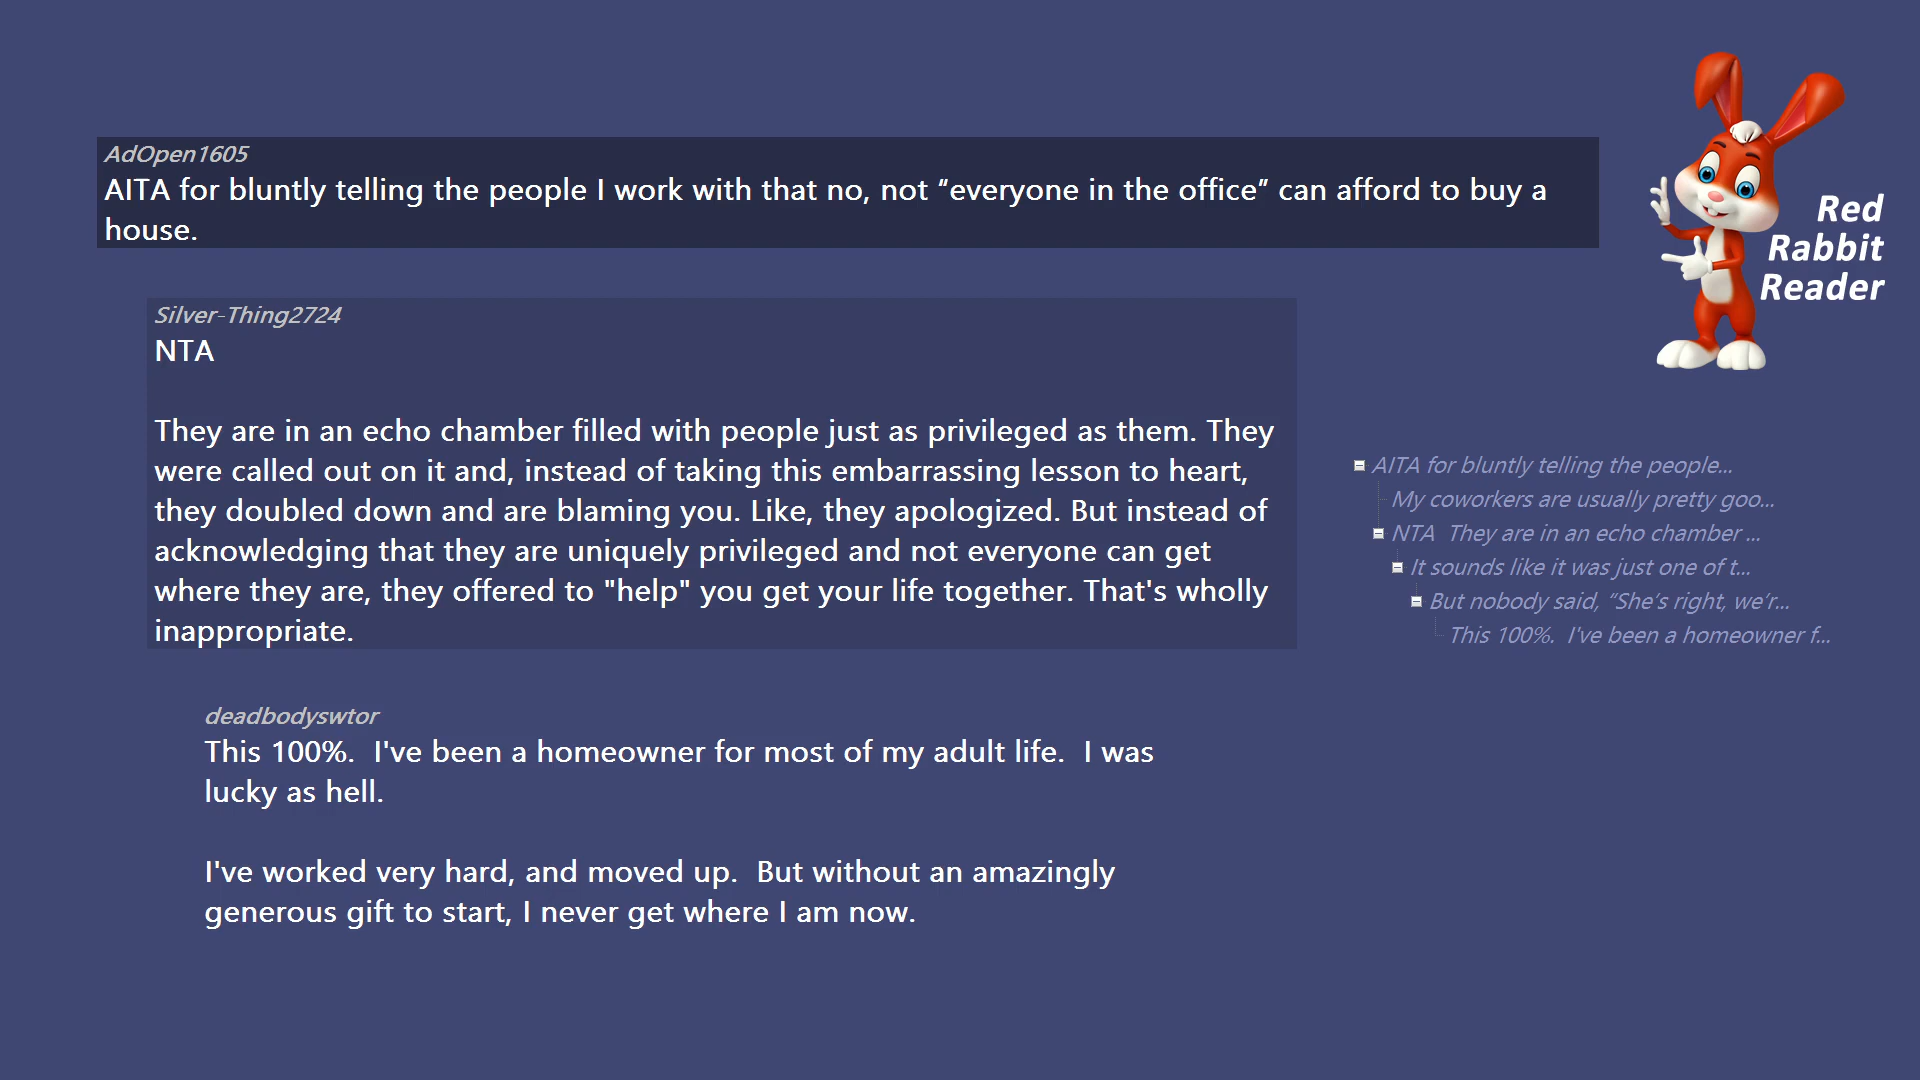 AdOpen1605
AITA for bluntly telling the people I work with that no, not “everyone in the office” can afford to buy a
house.
Silver-Thing2724
NTA
They are in an echo chamber filled with people just as privileged as them. They
were called out on it and, instead of taking this embarrassing lesson to heart,
they doubled down and are blaming you. Like, they apologized. But instead of
acknowledging that they are uniquely privileged and not everyone can get
where they are, they offered to "help" you get your life together. That's wholly
inappropriate.
deadbodyswtor
This 100%.  I've been a homeowner for most of my adult life.  I was
lucky as hell.
I've worked very hard, and moved up.  But without an amazingly
generous gift to start, I never get where I am now.
Red
Rabbit
Reader
AITA for bluntly telling the people...
My coworkers are usually pretty goo...
NTA  They are in an echo chamber ...
It sounds like it was just one of t...
But nobody said, “She’s right, we’r...
This 100%.  I've been a homeowner f...